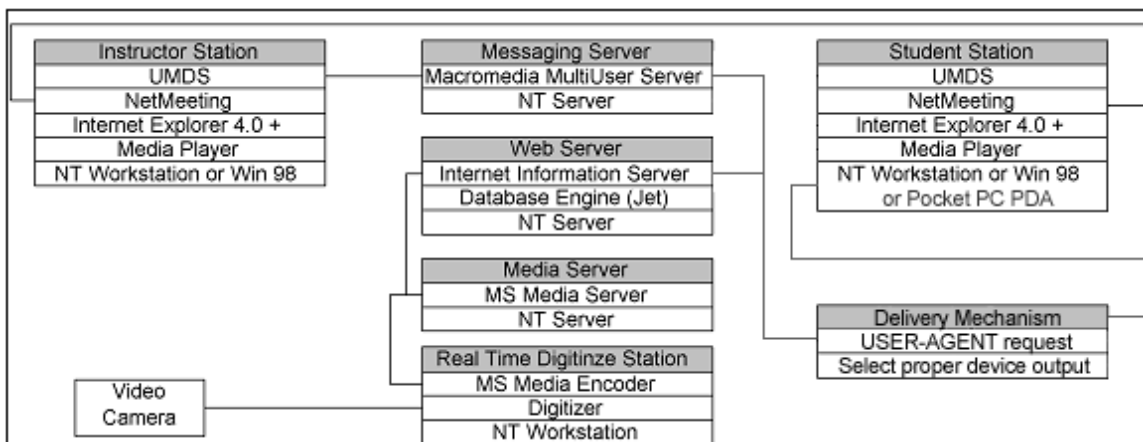 Instructor Station
UMDS
NetMeeting
Internet Explorer 4.0 +
Media Player
NT Workstation or Win 98
Messaging Server
Macromedia MultiUser Server
NT Server
Web Server
Internet Information Server
Database Engine (Jet)
NT Server
Media Server
MS Media Server
NT Server
Real Time Digitinze Station
MS Media Encoder
Digitizer
NT Workstation
Video
Camera
Student Station
UMDS
NetMeeting
Internet Explorer 4.0 +
Media Player
NT Workstation or Win 98
or Pocket PC PDA
Delivery Mechanism
USER-AGENT request
Select proper device output